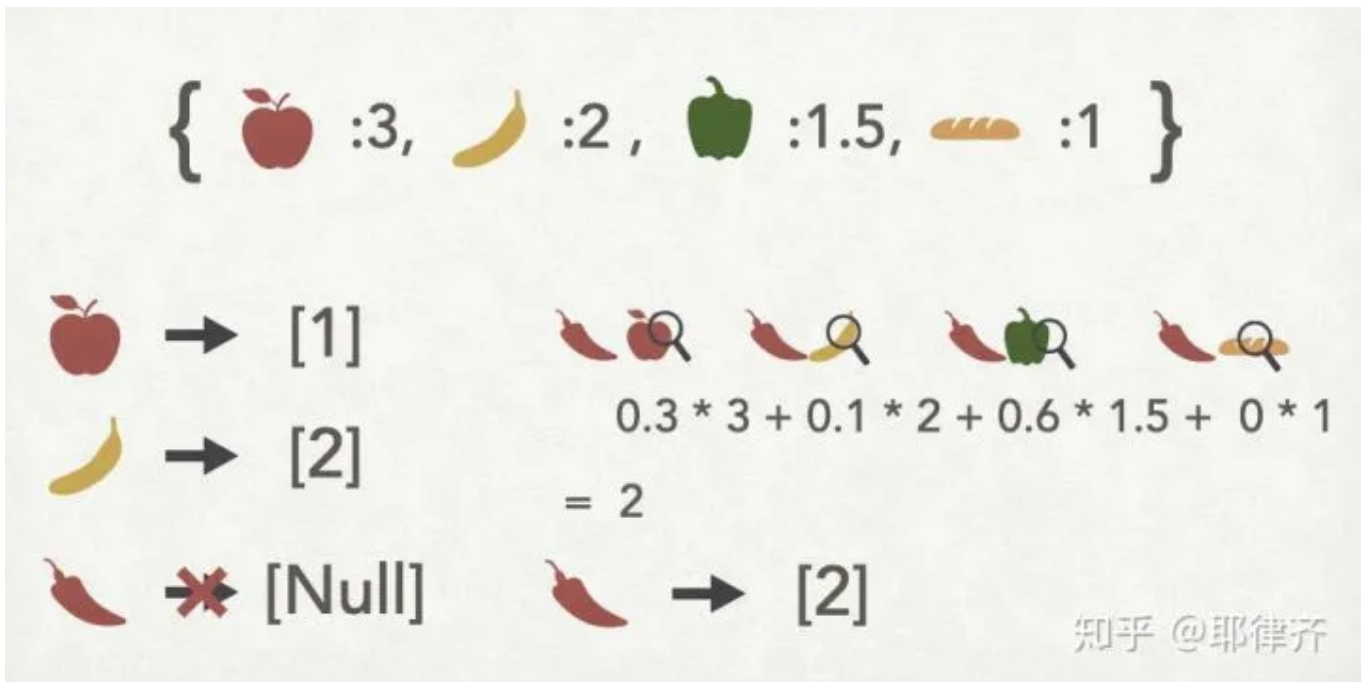 { :3, :2 , :1.5, :1 }
[1]
[2]
[Null]
0.3 * 3 + 0.1 * 2 + 0.6 * 1.5 + 0 * 1
= 2
[2]
知乎 @耶律齐